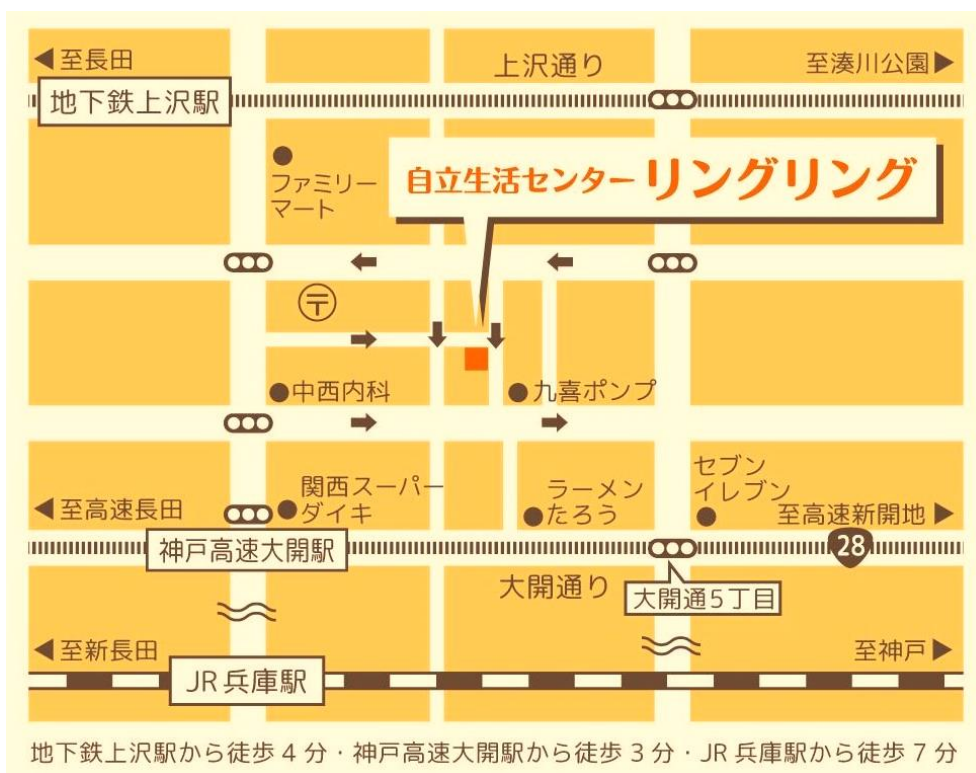 ◀至長田
上沢通り
至湊川公園▶
地下鉄上沢駅
ファミリー
マート
自立生活センターリングリング
〒
中西内科
九喜ポンプ
関西スーパー
ダイキ
ラーメン
たろう
セブン
イレブン
◀至高速長田
至高速新開地▶
神戸高速大開駅
28
大開通り
大開通5丁目
◀至新長田
至神戸▶
JR兵庫駅
地下鉄上沢駅から徒歩4分・神戸高速大開駅から徒歩3分・JR兵庫駅から徒歩7分